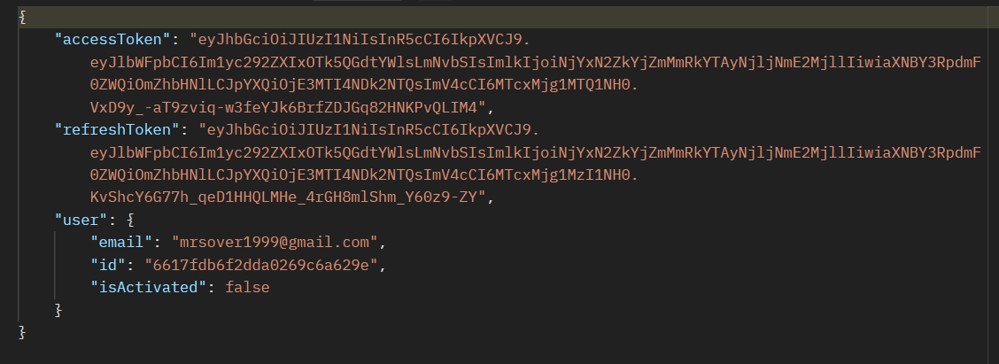 {
"accessToken": "eyJhbGciOiJIUzI1NiIsInR5cCI6IkpXVCJ9.
eyJlbWFpbCI6Im1yc292ZXIxOTk5QGdtYWlsLmNvbSIsImlkIjoiNjYxN2ZkYjZmMmRkYTAyNjljNmE2MjllIiwiaXNBY3RpdmF
0ZWQiOmZhbHNlLCJpYXQiOjE3MTI4NDk2NTQsImV4cCI6MTcxMjg1MTQ1NH0.
VxD9y_-aT9zviq-w3feYJk6BrfZDJGq82HNKPvQLIM4",
"refreshToken": "eyJhbGciOiJIUzI1NiIsInR5cCI6IkpXVCJ9.
eyJlbWFpbCI6Im1yc292ZXIxOTk5QGdtYWlsLmNvbSIsImlkIjoiNjYxN2ZkYjZmMmRkYTAyNjljNmE2MjllIiwiaXNBY3RpdmF
0ZWQiOmZhbHNlLCJpYXQiOjE3MTI4NDk2NTQsImV4cCI6MTcxMjg1MzI1NH0.
KvShcY6G77h_qeD1HHQLMHe_4rGH8mlShm_Y60z9-ZY",
"user": {
"email": "mrsover1999@gmail.com",
"id": "6617fdb6f2dda0269c6a629e",
"isActivated": false
}
}